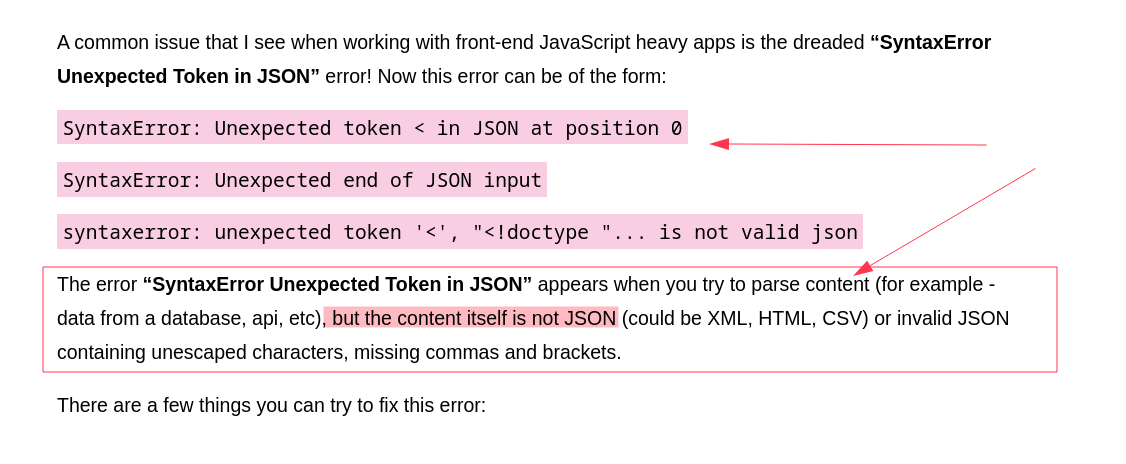 A common issue that I see when working with front-end JavaScript heavy apps is the dreaded “SyntaxError
Unexpected Token in JSON” error! Now this error can be of the form:
SyntaxError: Unexpected token < in JSON at position 0
SyntaxError: Unexpected end of JSON input
syntaxerror: unexpected token '<', "<!doctype "... is not valid json
The error “SyntaxError Unexpected Token in JSON” appears when you try to parse content (for example -
data from a database, api, etc), but the content itself is not JSON (could be XML, HTML, CSV) or invalid JSON
containing unescaped characters, missing commas and brackets.
There are a few things you can try to fix this error: